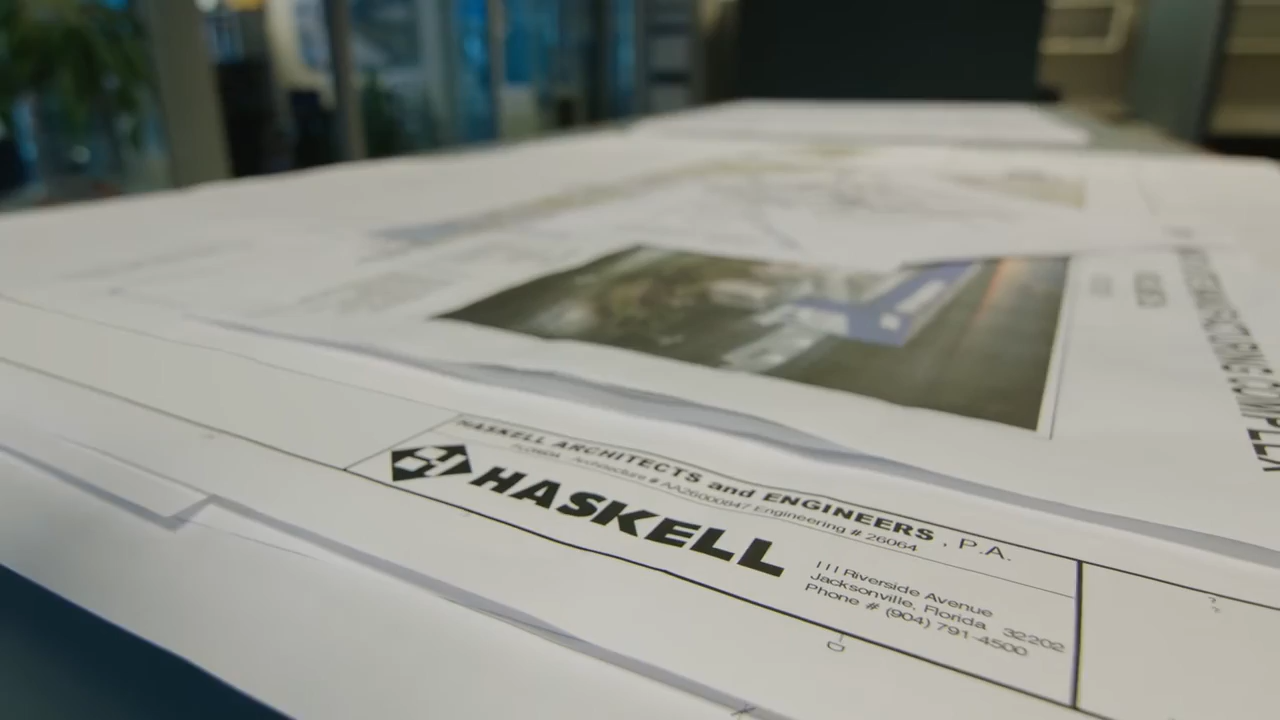 HASKELL ARCHITECTS and ENGINEERS, P.A.
FLORIDA Architecture # AA26000847 Engineering # 26064
HASKELL
111 Riverside Avenue
Jacksonville, Florida 32202
Phone # (904) 791-4500